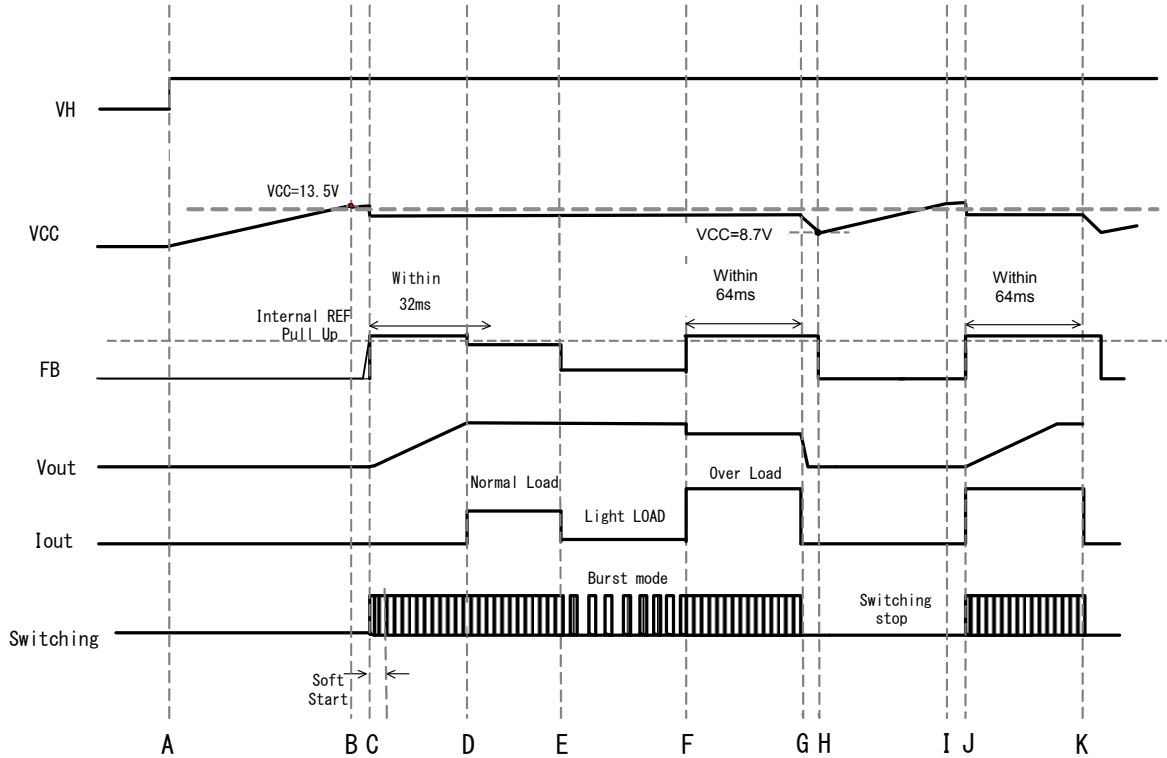 VH
VCC=13.5V
VCC
VCC=8.7V
Within
32ms
Within
64ms
Within
64ms
Internal REF
Pull Up
FB
Vout
Normal Load
Over Load
Light LOAD
Iout
Burst mode
Switching
stop
Switching
Soft
Start
A B C D E F G H I J K